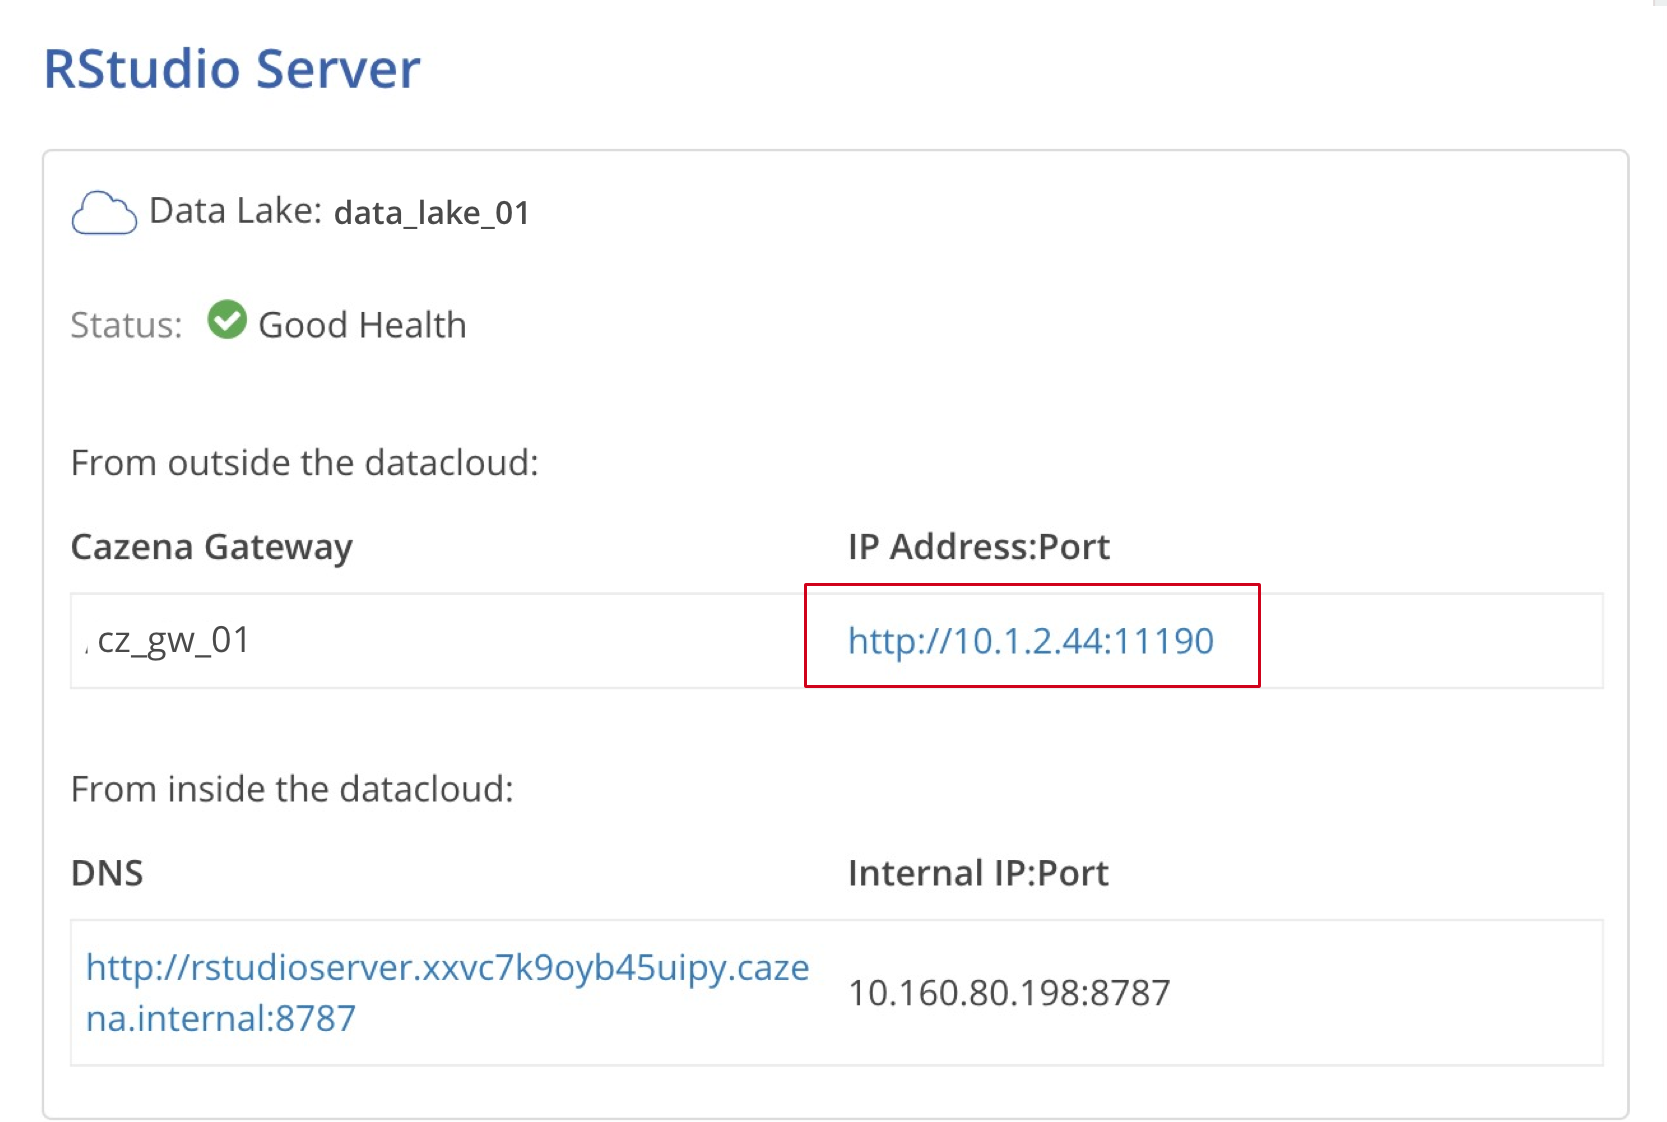 RStudio Server
Data Lake: data_lake_01
Status: Good Health
From outside the datacloud:
Cazena Gateway IP Address:Port
cz_gw_01 http://10.1.2.44:11190
From inside the datacloud:
DNS Internal IP:Port
http://rstudioserver.xxvc7k9oyb45uipy.caze
na.internal:8787
10.160.80.198:8787